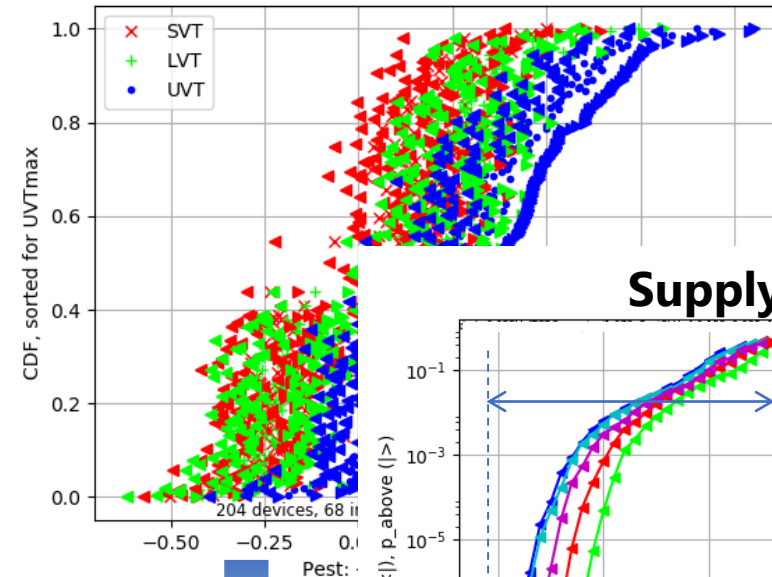 1.0
SVT
LVT
UVT
0.8
0.6
0.4
0.2
0.0
CDF, sorted for UVTmax
204 devices, 68
−0.50
−0.25
0.
Pest:
Supply
10−1
10−3
10−5
p_above (|>)